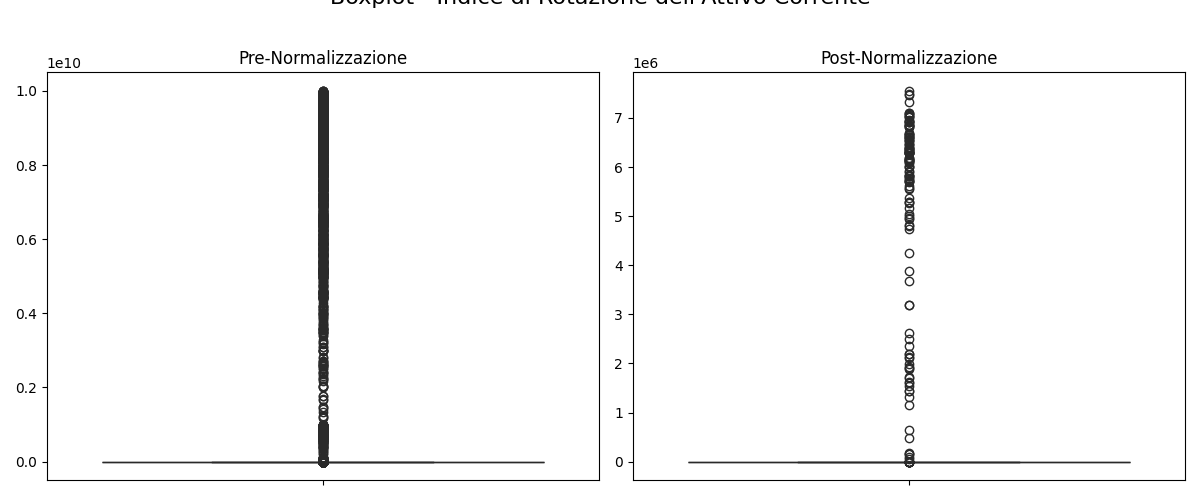 Boxplot - Indice di Rotazione dell'Attivo Corrente
Pre-Normalizzazione
Post-Normalizzazione
1e10
1.0
0.8
0.6
0.4
0.2
0.0
1e6
7
6
5
4
3
2
1
0